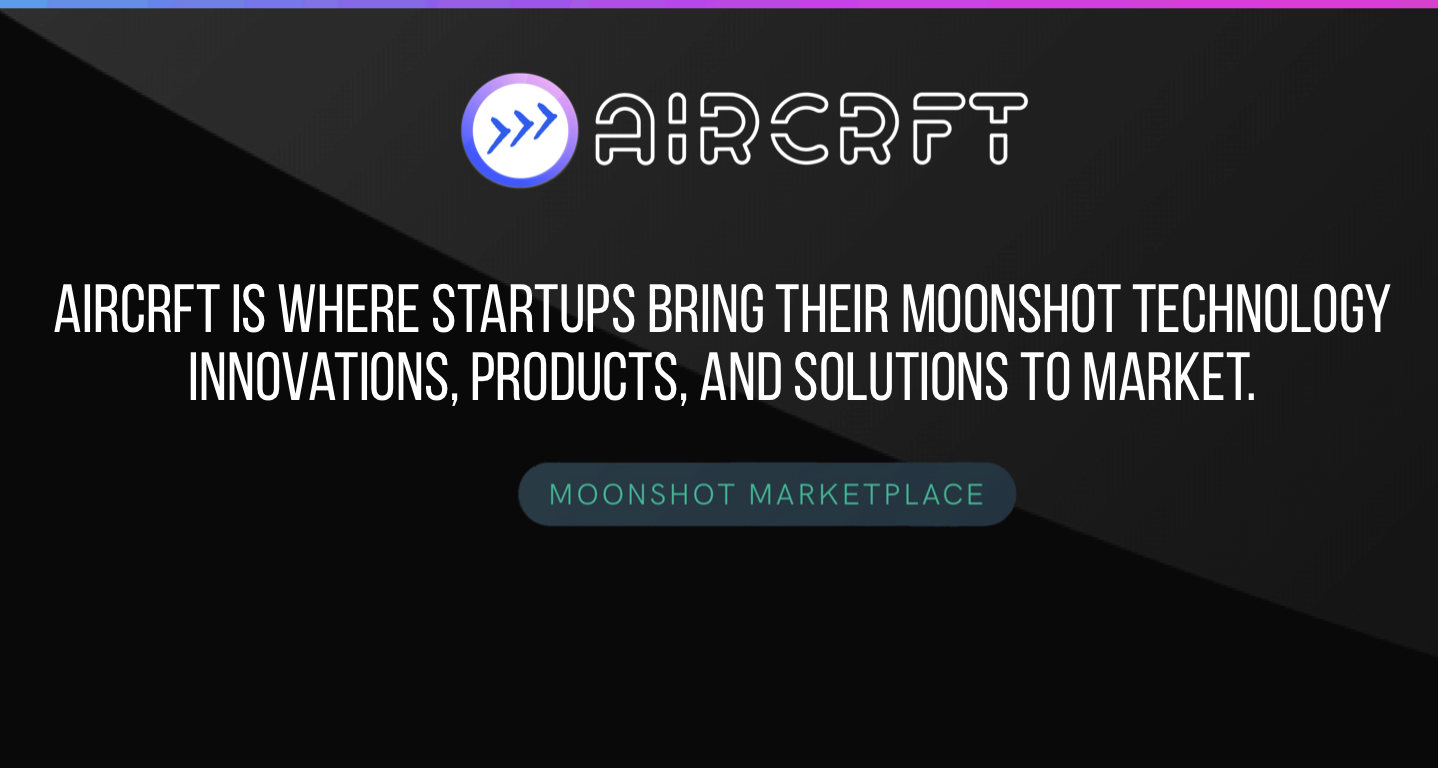 AIRCRFT
AIRCRFT IS WHERE STARTUPS BRING THEIR MOONSHOT TECHNOLOGY
INNOVATIONS, PRODUCTS, AND SOLUTIONS TO MARKET.
MOONSHOT MARKETPLACE